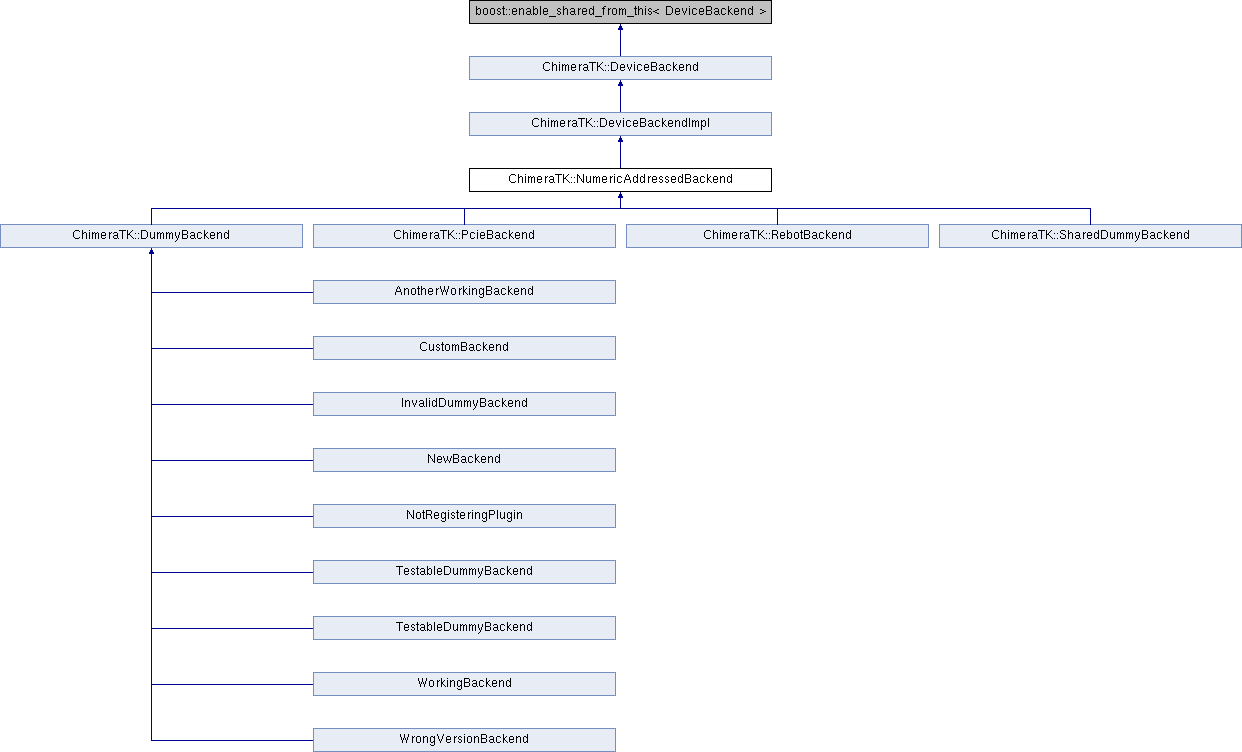 boost::enable_shared_from_this< DeviceBackend >
ChimeraTK::DeviceBackend
ChimeraTK::DeviceBackendImpl
ChimeraTK::NumericAddressedBackend
ChimeraTK::DummyBackend
ChimeraTK::PcieBackend
ChimeraTK::RebotBackend
ChimeraTK::SharedDummyBackend
AnotherWorkingBackend
CustomBackend
InvalidDummyBackend
NewBackend
NotRegisteringPlugin
TestableDummyBackend
TestableDummyBackend
WorkingBackend
WrongVersionBackend